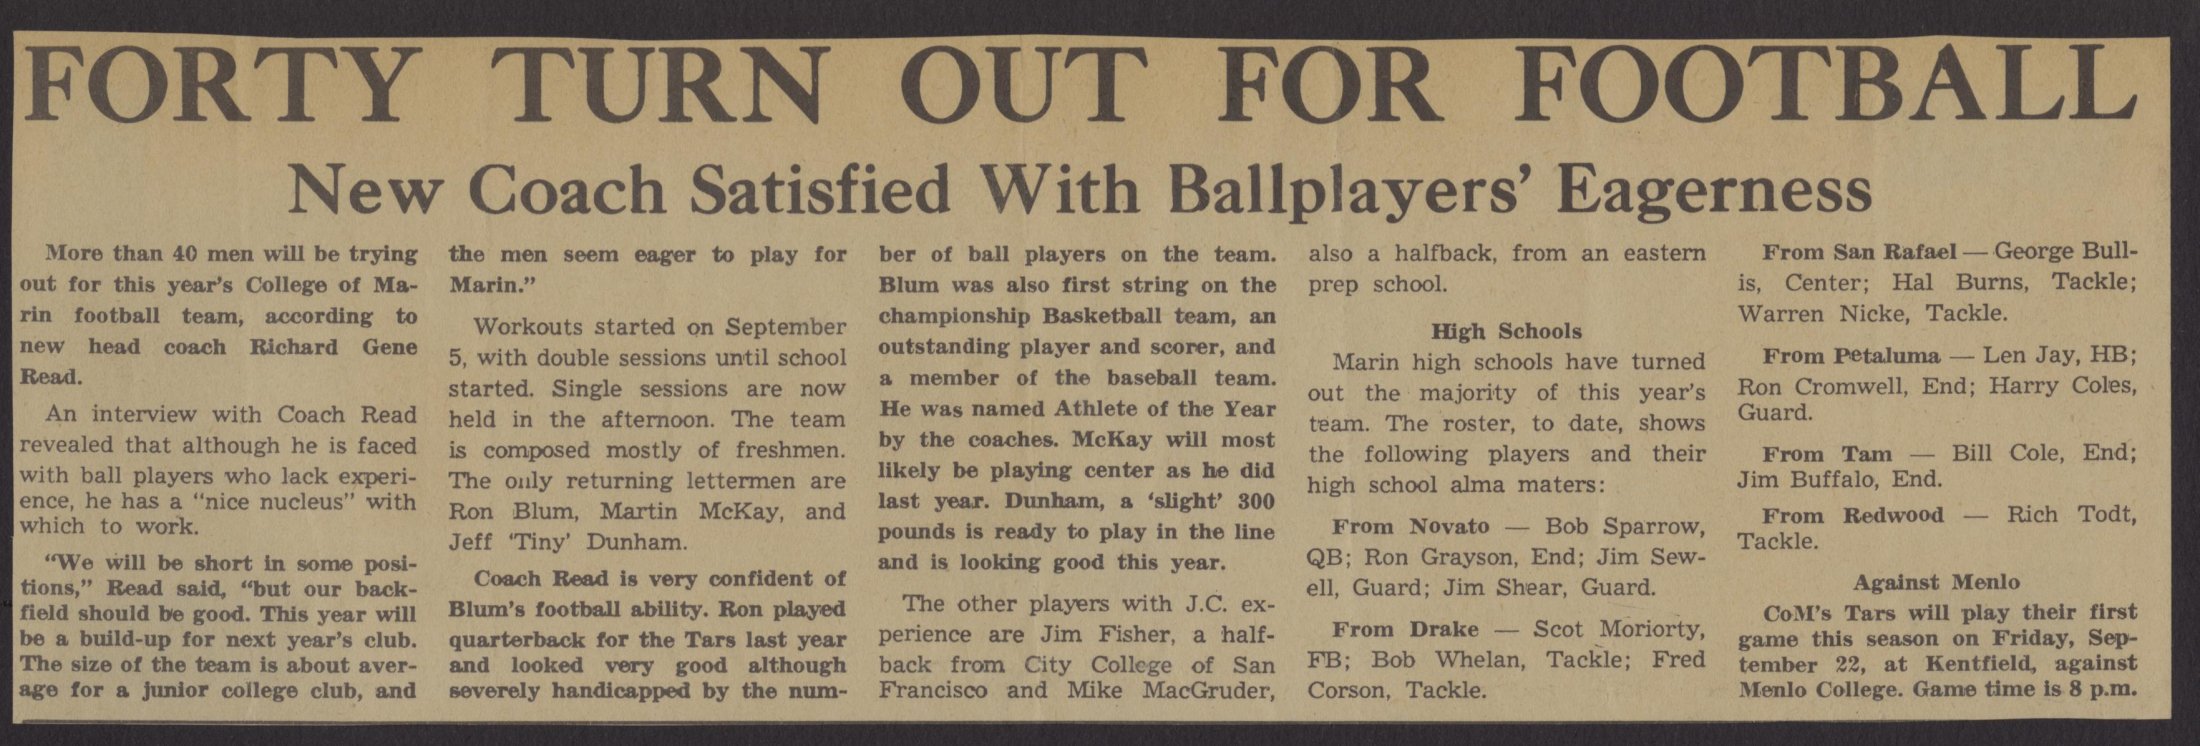 FORTY TURN OUT FOR FOOTBALL
New Coach Satisfied With Ballplayers' Eagerness
More than 40 men will be trying
out for this year's College of Ma-
rin football team, according to
new head coach Richard Gene
Read.
An interview with Coach Read
revealed that although he is faced
with ball players who lack experi-
ence, he has a "nice nucleus" with
which to work.
"We will be short in some posi-
tions," Read said, "but our back-
field should be good. This year will
be a build-up for next year's club.
The size of the team is about aver-
age for a junior college club, and
the men seem eager to play for
Marin."
Workouts started on September
5, with double sessions until school
started. Single sessions are now
held in the afternoon. The team
is composed mostly of freshmen.
The only returning lettermen are
Ron Blum, Martin McKay, and
Jeff 'Tiny' Dunham.
Coach Read is very confident of
Blum's football ability. Ron played
quarterback for the Tars last year
and looked very good although
severely handicapped by the num-
ber of ball players on the team.
Blum was also first string on the
championship Basketball team, an
outstanding player and scorer, and
a member of the baseball team.
He was named Athlete of the Year
by the coaches. McKay will most
likely be playing center as he did
last year. Dunham, a 'slight' 300
pounds is ready to play in the line
and is looking good this year.
The other players with J.C. ex-
perience are Jim Fisher, a half-
back from City College of San
Francisco and Mike MacGruder,
also a halfback, from an eastern
prep school.
High Schools
Marin high schools have turned
out the majority of this year's
team. The roster, to date, shows
the following players and their
high school alma maters:
From Novato — Bob Sparrow,
QB; Ron Grayson, End; Jim Sew-
ell, Guard; Jim Shear, Guard.
From Drake — Scot Moriorty,
FB; Bob Whelan, Tackle; Fred
Corson, Tackle.
From San Rafael — George Bull-
is, Center; Hal Burns, Tackle;
Warren Nicke, Tackle.
From Petaluma — Len Jay, HB;
Ron Cromwell, End; Harry Coles,
Guard.
From Tam — Bill Cole, End;
Jim Buffalo, End.
From Redwood — Rich Todt,
Tackle.
Against Menlo
CoM's Tars will play their first
game this season on Friday, Sep-
tember 22, at Kentfield, against
Menlo College. Game time is 8 p.m.